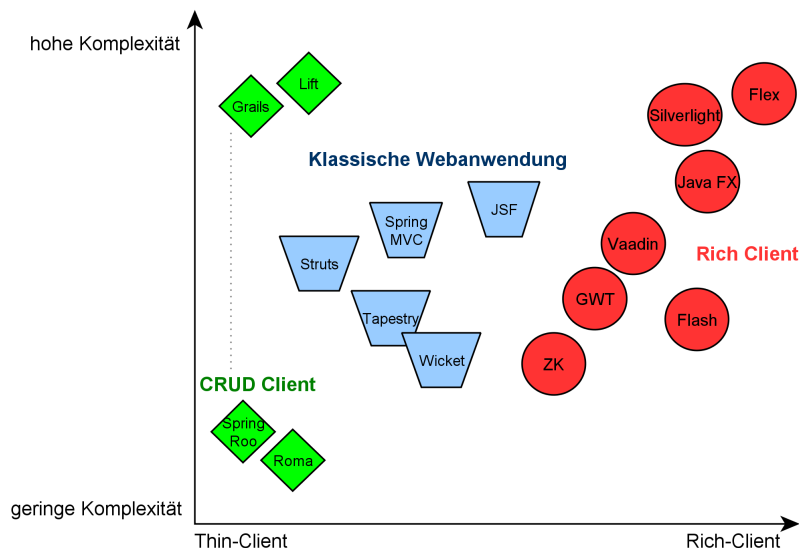 hohe Komplexität
Lift
Grails
Flex
Silverlight
Klassische Webanwendung
Java FX
JSF
Spring
MVC
Vaadin
Rich Client
Struts
GWT
Tapestry
Flash
Wicket
ZK
CRUD Client
Spring
Roo
Roma
geringe Komplexität
Thin-Client
Rich-Client